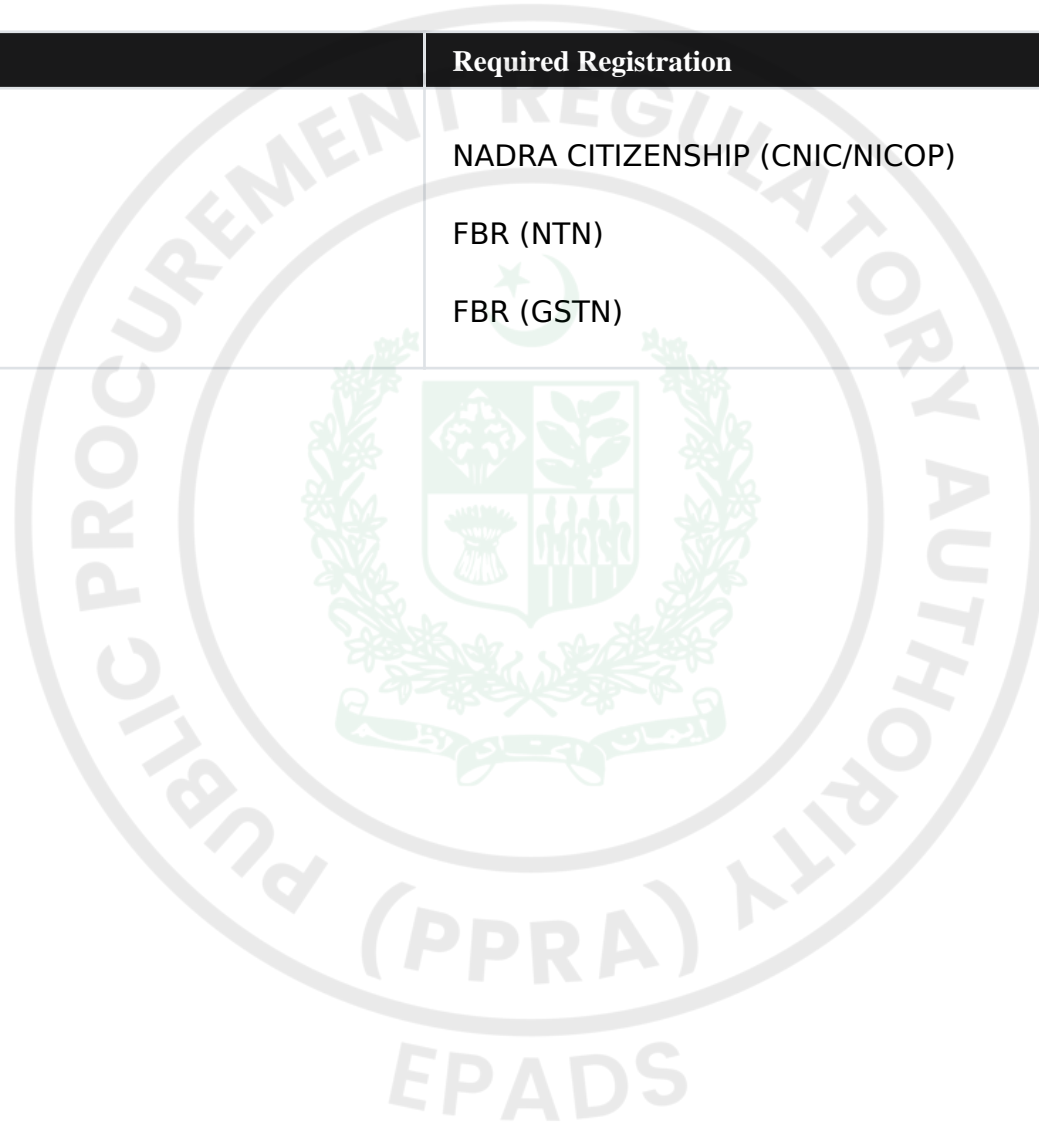 Required Registration
NADRA CITIZENSHIP (CNIC/NICOP)
FBR (NTN)
FBR (GSTN)
PUBLIC PROCUREMENT REGULATORY AUTHORITY
(PPRA)
EPADS